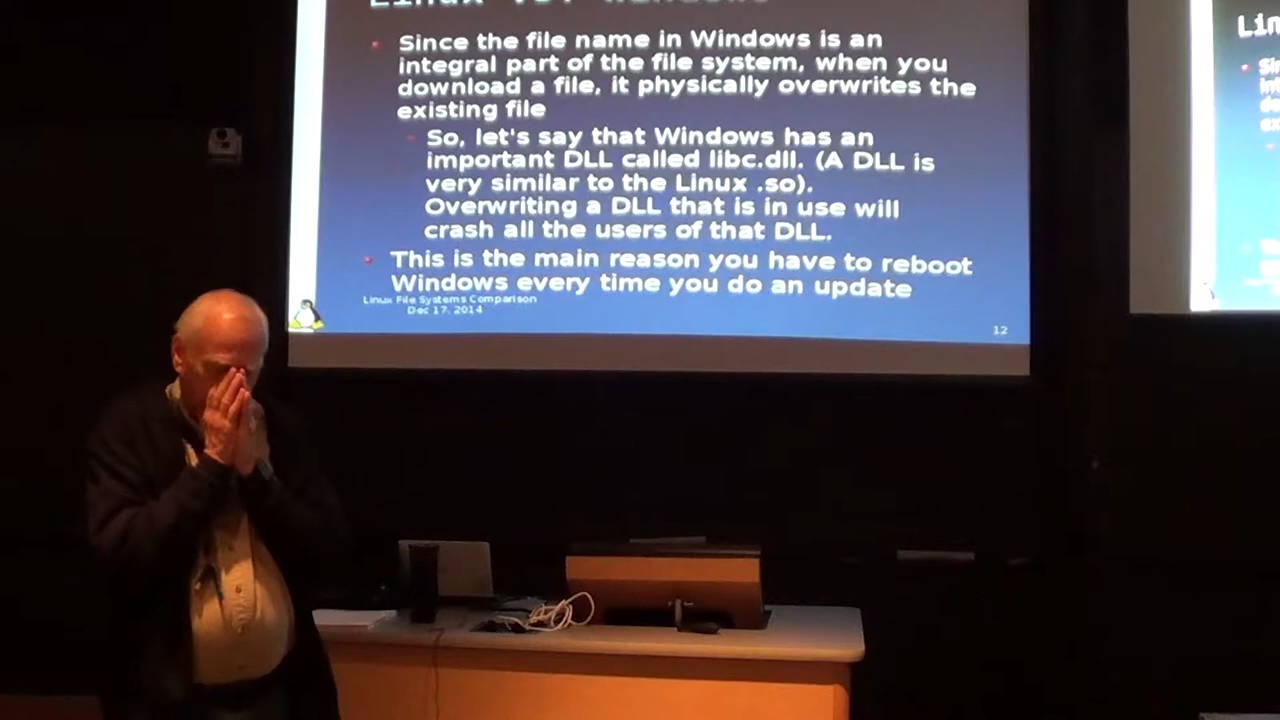 Linux vs. Windows
Since the file name in Windows is an
integral part of the file system, when you
download a file, it physically overwrites the
existing file
So, let's say that Windows has an
important DLL called libc.dll. (A DLL is
very similar to the Linux .so).
Overwriting a DLL that is in use will
crash all the users of that DLL.
This is the main reason you have to reboot
Windows every time you do an update
Linux File Systems Comparison
Dec 17, 2014
12
Lin